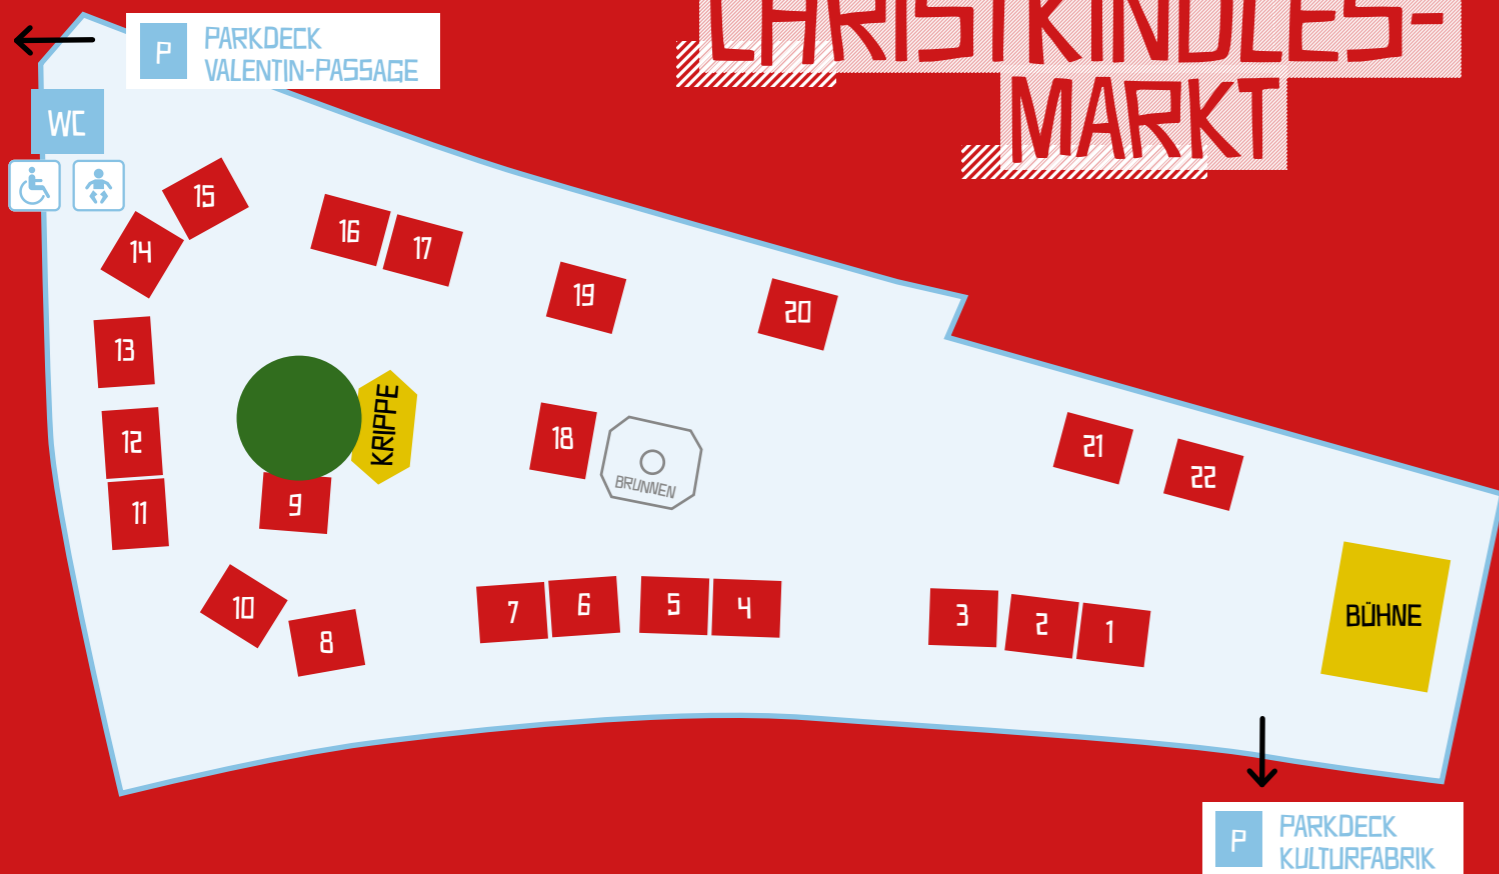 CHRISTKINDLES-
MARKT
P
PARKDECK
VALENTIN-PASSAGE
WC
15
14
16
17
19
20
13
12
11
KRIPPE
9
18
BRUNNEN
21
22
10
8
7
6
5
4
3
2
1
BÜHNE
P
PARKDECK
KULTURFABRIK